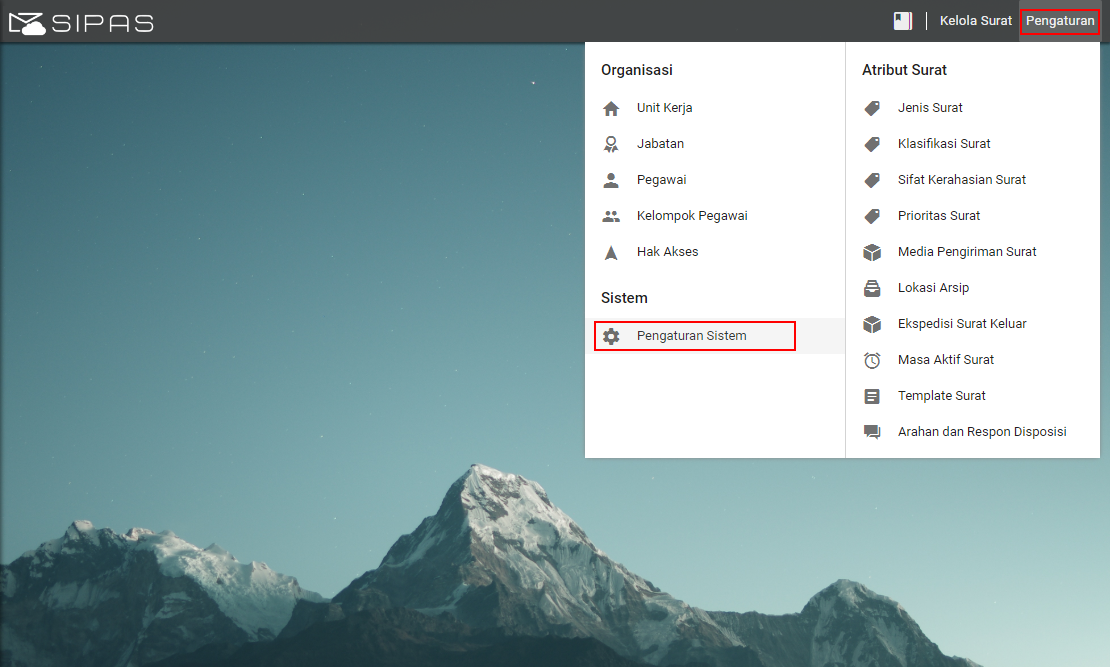 SIPAS
Kelola Surat
Pengaturan
Organisasi
Unit Kerja
Jabatan
Pegawai
Kelompok Pegawai
Hak Akses
Sistem
Pengaturan Sistem
Atribut Surat
Jenis Surat
Klasifikasi Surat
Sifat Kerahasian Surat
Prioritas Surat
Media Pengiriman Surat
Lokasi Arsip
Ekspedisi Surat Keluar
Masa Aktif Surat
Template Surat
Arahan dan Respon Disposisi